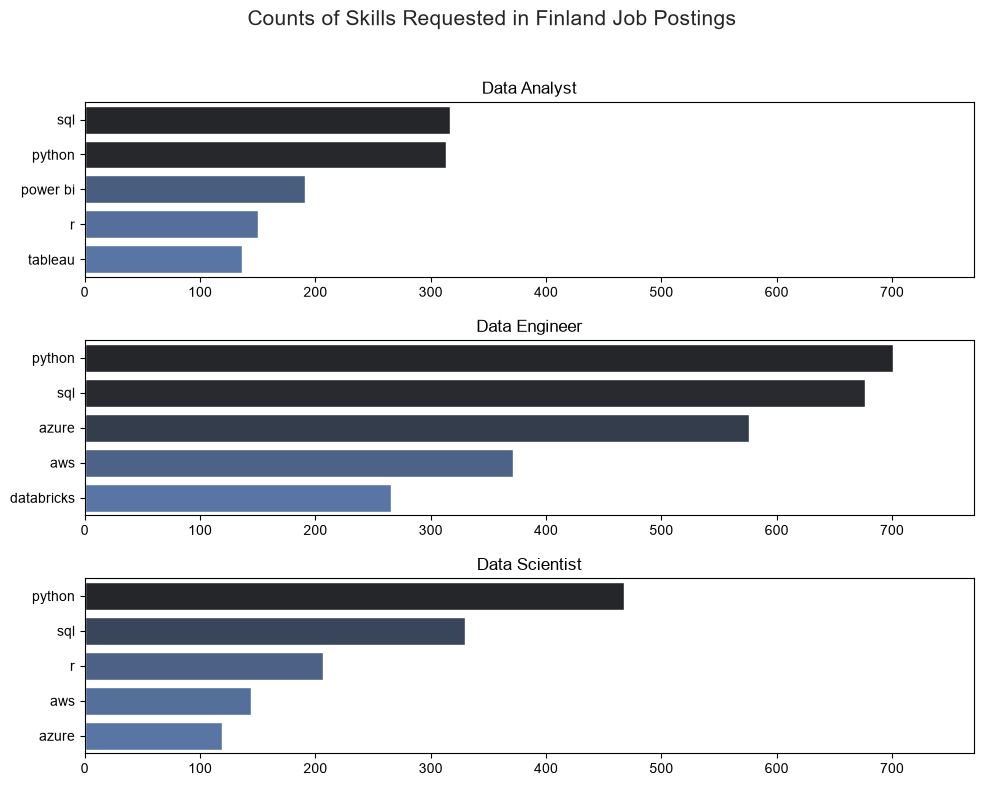 Counts of Skills Requested in Finland Job Postings
Data Analyst
sql
python
power bi
r
tableau
0 100 200 300 400 500 600 700
Data Engineer
python
sql
azure
aws
databricks
0 100 200 300 400 500 600 700
Data Scientist
python
sql
r
aws
azure
0 100 200 300 400 500 600 700